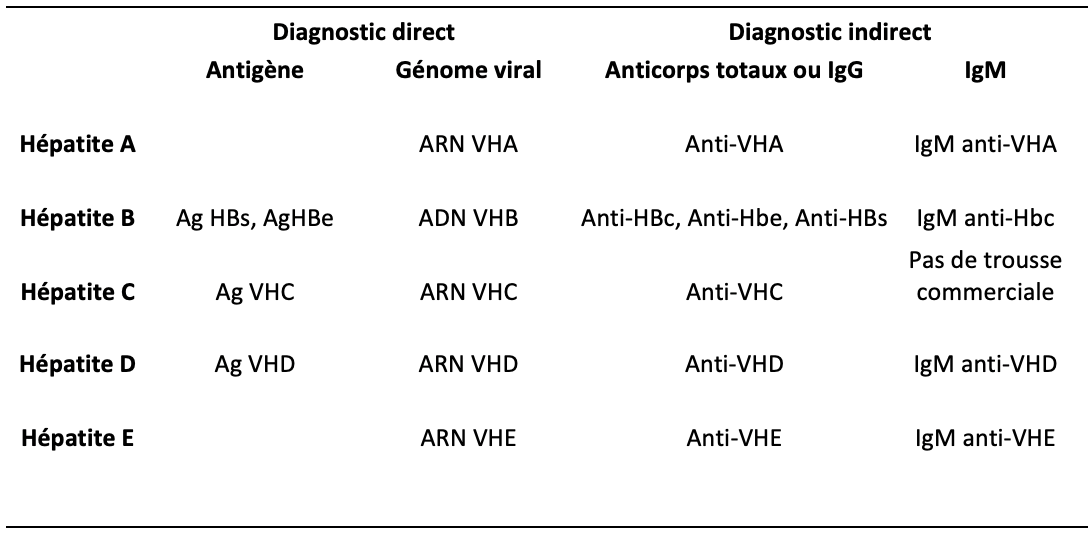 Diagnostic direct Diagnostic indirect
Antigène Génome viral Anticorps totaux ou IgG IgM
Hépatite A ARN VHA Anti-VHA IgM anti-VHA
Hépatite B Ag HBs, AgHBe ADN VHB Anti-HBc, Anti-Hbe, Anti-HBs IgM anti-Hbc
Pas de trousse
Hépatite C Ag VHC ARN VHC Anti-VHC commerciale
Hépatite D Ag VHD ARN VHD Anti-VHD IgM anti-VHD
Hépatite E ARN VHE Anti-VHE IgM anti-VHE